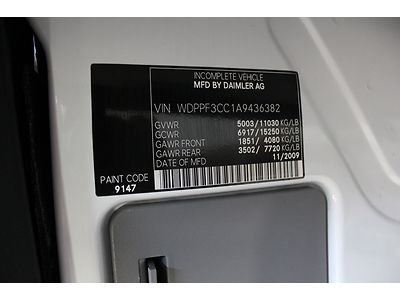 INCOMPLETE VEHICLE
MFD BY DAIMLER AG
VIN WDPPF3CC1A9436382
GVWR 5003/11030 KG/LB
GCWR 6917/15250 KG/LB
GAWR FRONT 1851/ 4080 KG/LB
GAWR REAR 3502/ 7720 KG/LB
DATE OF MFD. 11/2009
PAINT CODE
9147